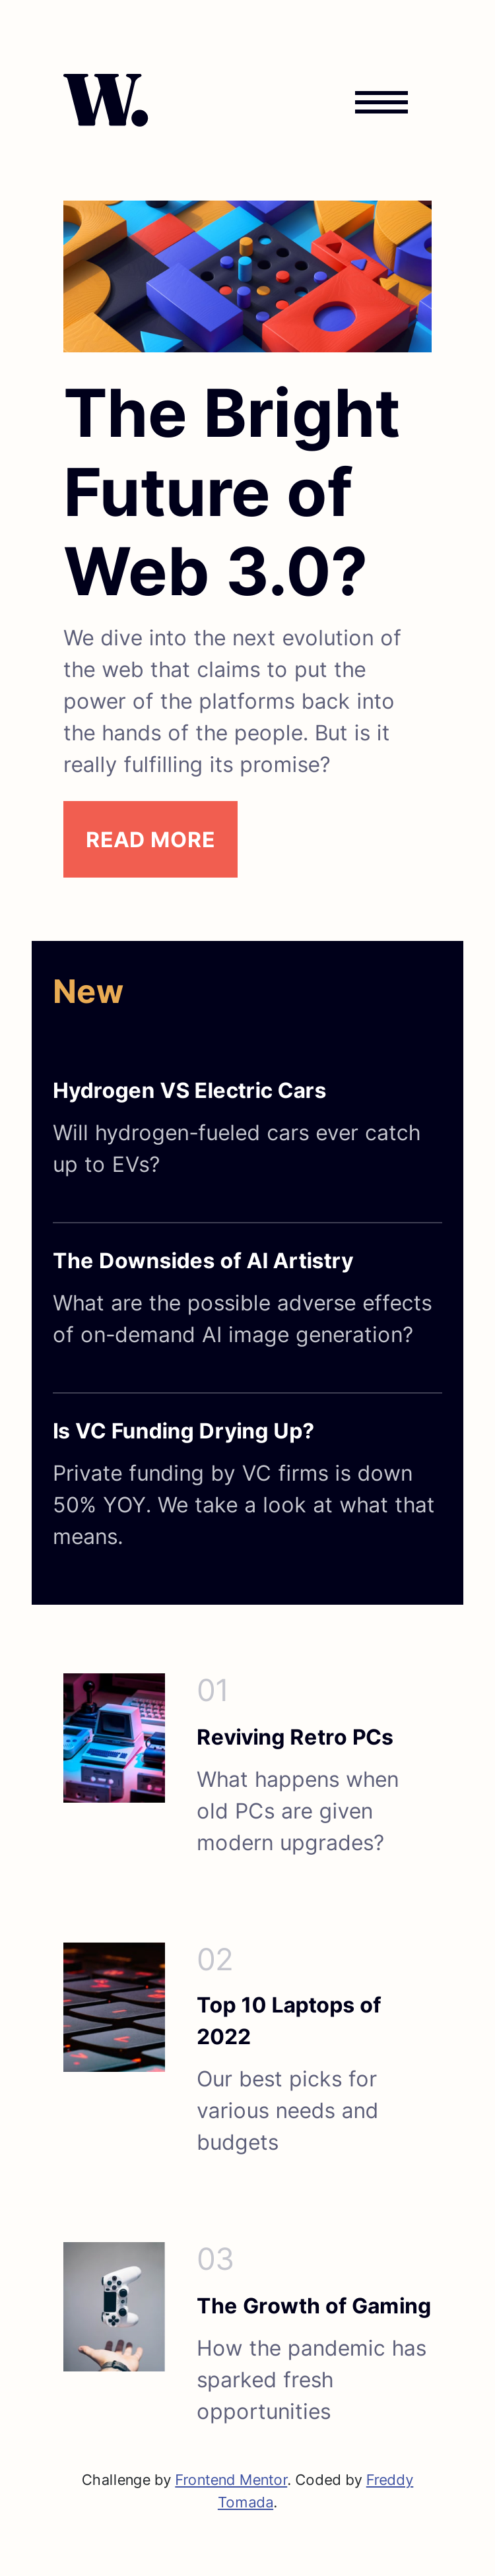 W.
The Bright
Future of
Web 3.0?
We dive into the next evolution of
the web that claims to put the
power of the platforms back into
the hands of the people. But is it
really fulfilling its promise?
READ MORE
New
Hydrogen VS Electric Cars
Will hydrogen-fueled cars ever catch
up to EVs?
The Downsides of AI Artistry
What are the possible adverse effects
of on-demand AI image generation?
Is VC Funding Drying Up?
Private funding by VC firms is down
50% YOY. We take a look at what that
means.
01
Reviving Retro PCs
What happens when
old PCs are given
modern upgrades?
02
Top 10 Laptops of
2022
Our best picks for
various needs and
budgets
03
The Growth of Gaming
How the pandemic has
sparked fresh
opportunities
Challenge by Frontend Mentor. Coded by Freddy
Tomada.